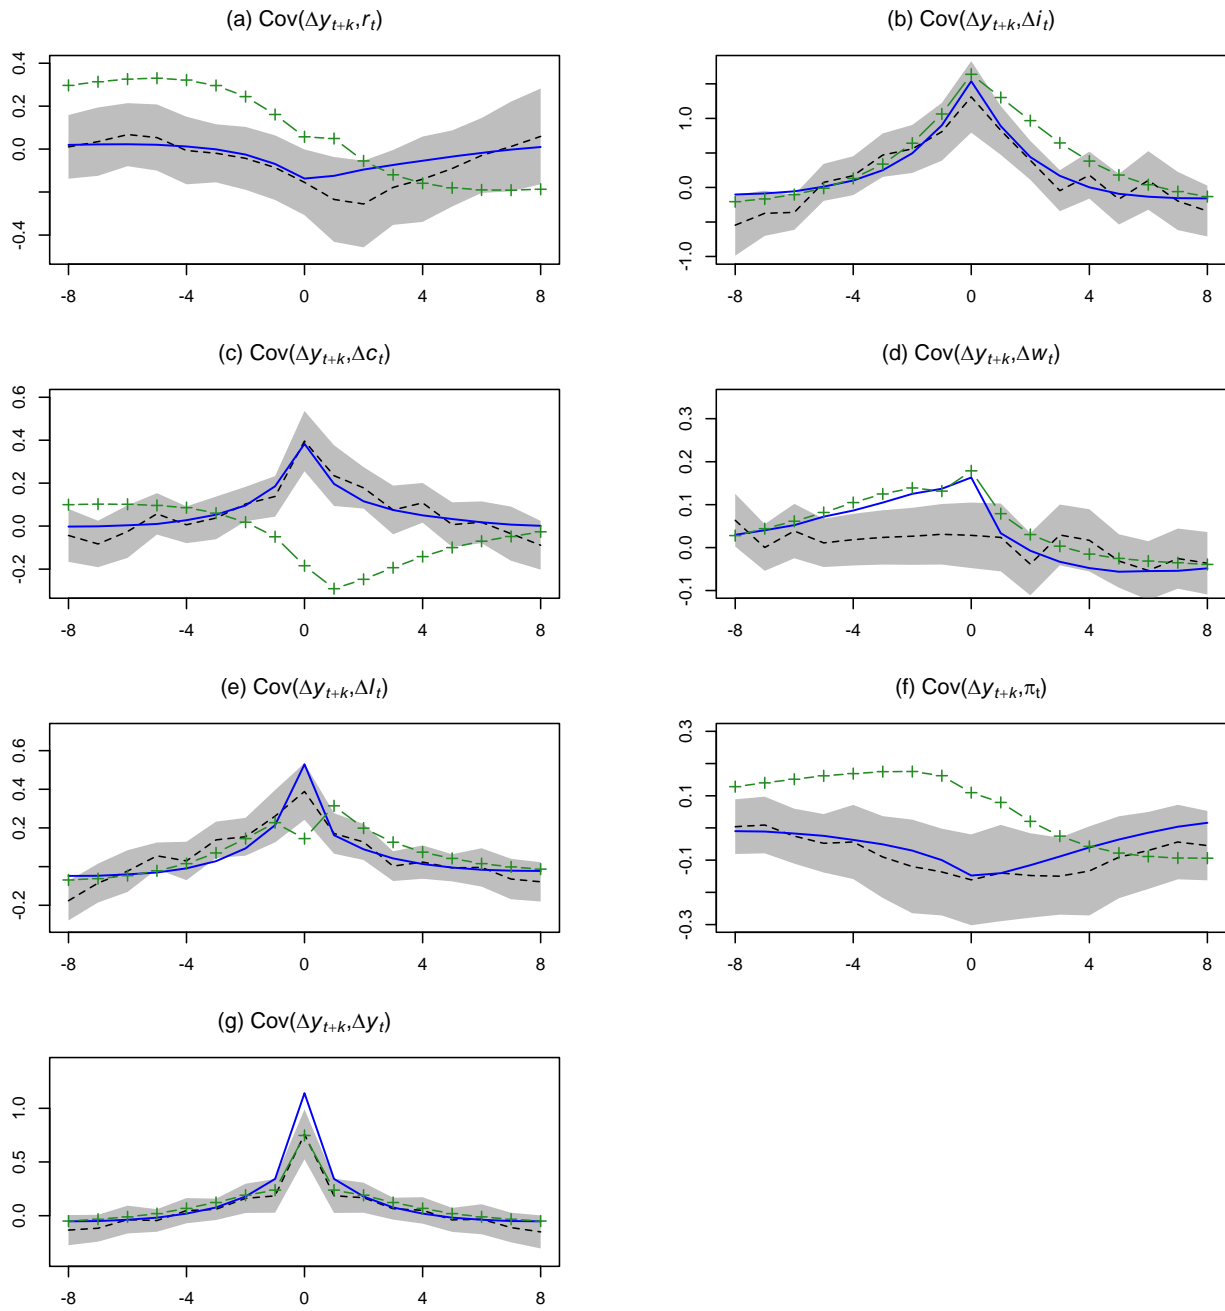 (a) Cov(Δy_{t+k},r_t)
0.4
0.2
0.0
-0.4
-8 -4 0 4 8
(b) Cov(Δy_{t+k},Δi_t)
1.0
0.0
-1.0
-8 -4 0 4 8
(c) Cov(Δy_{t+k},Δc_t)
0.6
0.4
0.2
0.0
-0.2
-8 -4 0 4 8
(d) Cov(Δy_{t+k},Δw_t)
0.3
0.2
0.1
0.0
-0.1
-8 -4 0 4 8
(e) Cov(Δy_{t+k},Δl_t)
0.6
0.4
0.2
-0.2
-8 -4 0 4 8
(f) Cov(Δy_{t+k},π_t)
0.3
0.1
-0.1
-0.3
-8 -4 0 4 8
(g) Cov(Δy_{t+k},Δy_t)
1.0
0.5
0.0
-8 -4 0 4 8